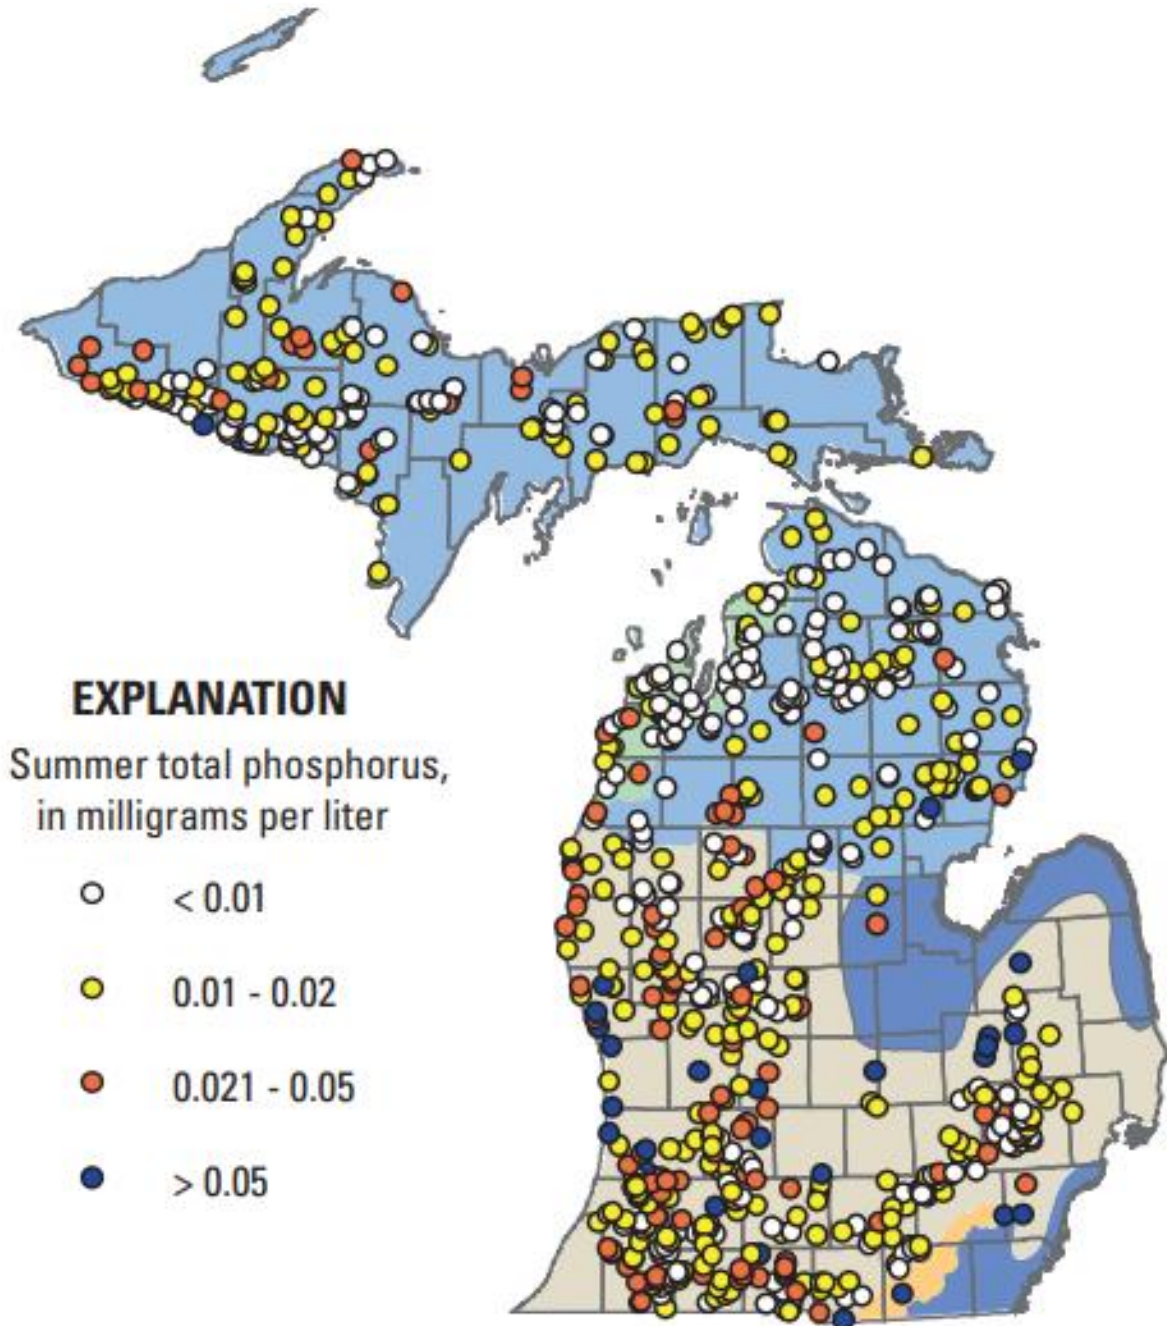 EXPLANATION
Summer total phosphorus,
in milligrams per liter
< 0.01
0.01 - 0.02
0.021 - 0.05
> 0.05